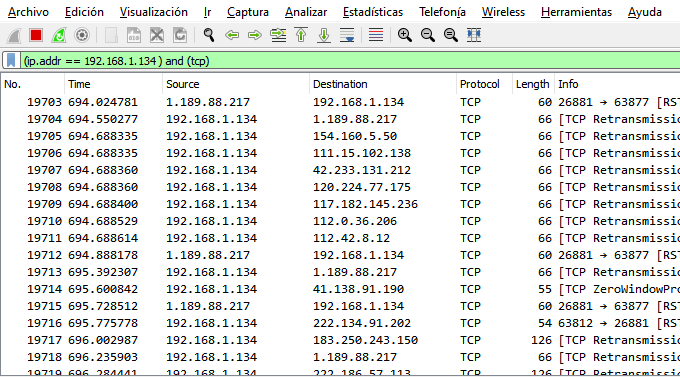 Archivo Edición Visualización Ir Captura Analizar Estadísticas Telefonía Wireless Herramientas Ayuda
(ip.addr == 192.168.1.134 ) and (tcp)
No. Time Source Destination Protocol Length Info
19703 694.024781 1.189.88.217 192.168.1.134 TCP 60 26881 → 63877 [RST
19704 694.550277 192.168.1.134 1.189.88.217 TCP 66 [TCP Retransmissio
19705 694.688335 192.168.1.134 154.160.5.50 TCP 66 [TCP Retransmissio
19706 694.688335 192.168.1.134 111.15.102.138 TCP 66 [TCP Retransmissio
19707 694.688360 192.168.1.134 42.233.131.212 TCP 66 [TCP Retransmissio
19708 694.688360 192.168.1.134 120.224.77.175 TCP 66 [TCP Retransmissio
19709 694.688400 192.168.1.134 117.182.145.236 TCP 66 [TCP Retransmissio
19710 694.688529 192.168.1.134 112.0.36.206 TCP 66 [TCP Retransmissio
19711 694.688614 192.168.1.134 112.42.8.12 TCP 66 [TCP Retransmissio
19712 694.888178 1.189.88.217 192.168.1.134 TCP 60 26881 → 63877 [RST
19713 695.392307 192.168.1.134 1.189.88.217 TCP 66 [TCP Retransmissio
19714 695.600842 192.168.1.134 41.138.91.190 TCP 55 [TCP ZeroWindowPro
19715 695.728512 1.189.88.217 192.168.1.134 TCP 60 26881 → 63877 [RST
19716 695.775778 192.168.1.134 222.134.91.202 TCP 54 63812 → 26881 [RST
19717 696.002987 192.168.1.134 183.250.243.150 TCP 126 [TCP Retransmissio
19718 696.235903 192.168.1.134 1.189.88.217 TCP 66 [TCP Retransmissio
19719 696.284441 192.168.1.134 222.186.57.113 TCP 126 [TCP Retransmissio